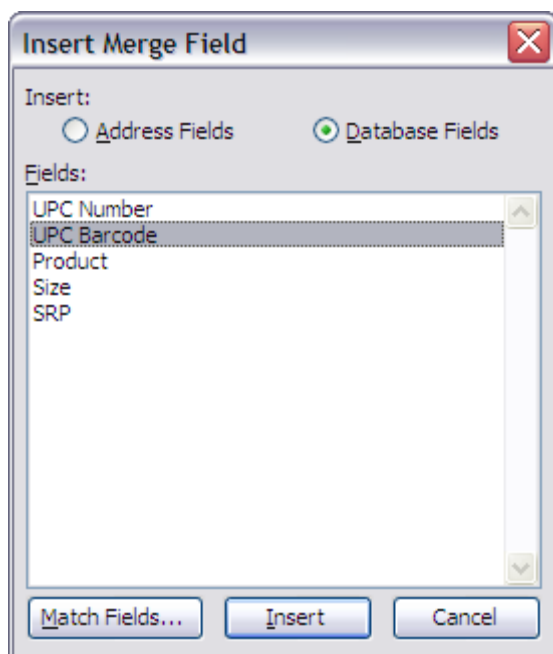 Insert Merge Field
Insert:
Address Fields Database Fields
Fields:
UPC Number
UPC Barcode
Product
Size
SRP
Match Fields... Insert Cancel